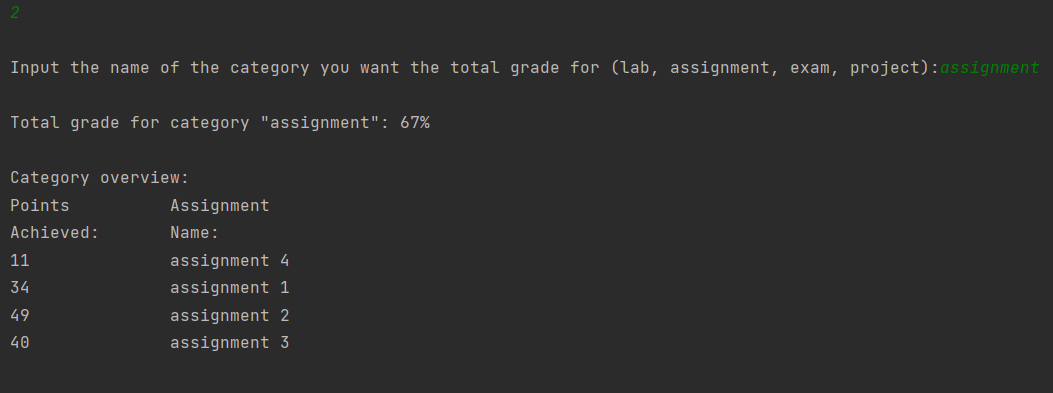 2
Input the name of the category you want the total grade for (lab, assignment, exam, project):assignment
Total grade for category "assignment": 67%
Category overview:
Points Assignment
Achieved: Name:
11 assignment 4
34 assignment 1
49 assignment 2
40 assignment 3